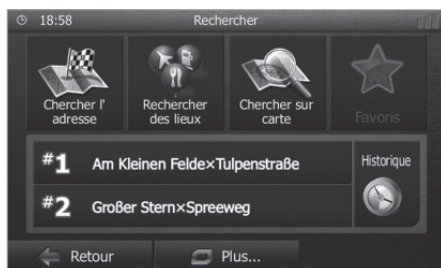 18:58 Rechercher
Chercher l'
adresse
Rechercher
des lieux
Chercher sur
carte
Favoris
#1 Am Kleinen Felde×Tulpenstraße
#2 Großer Stern×Spreeweg
Historique
Retour
Plus...